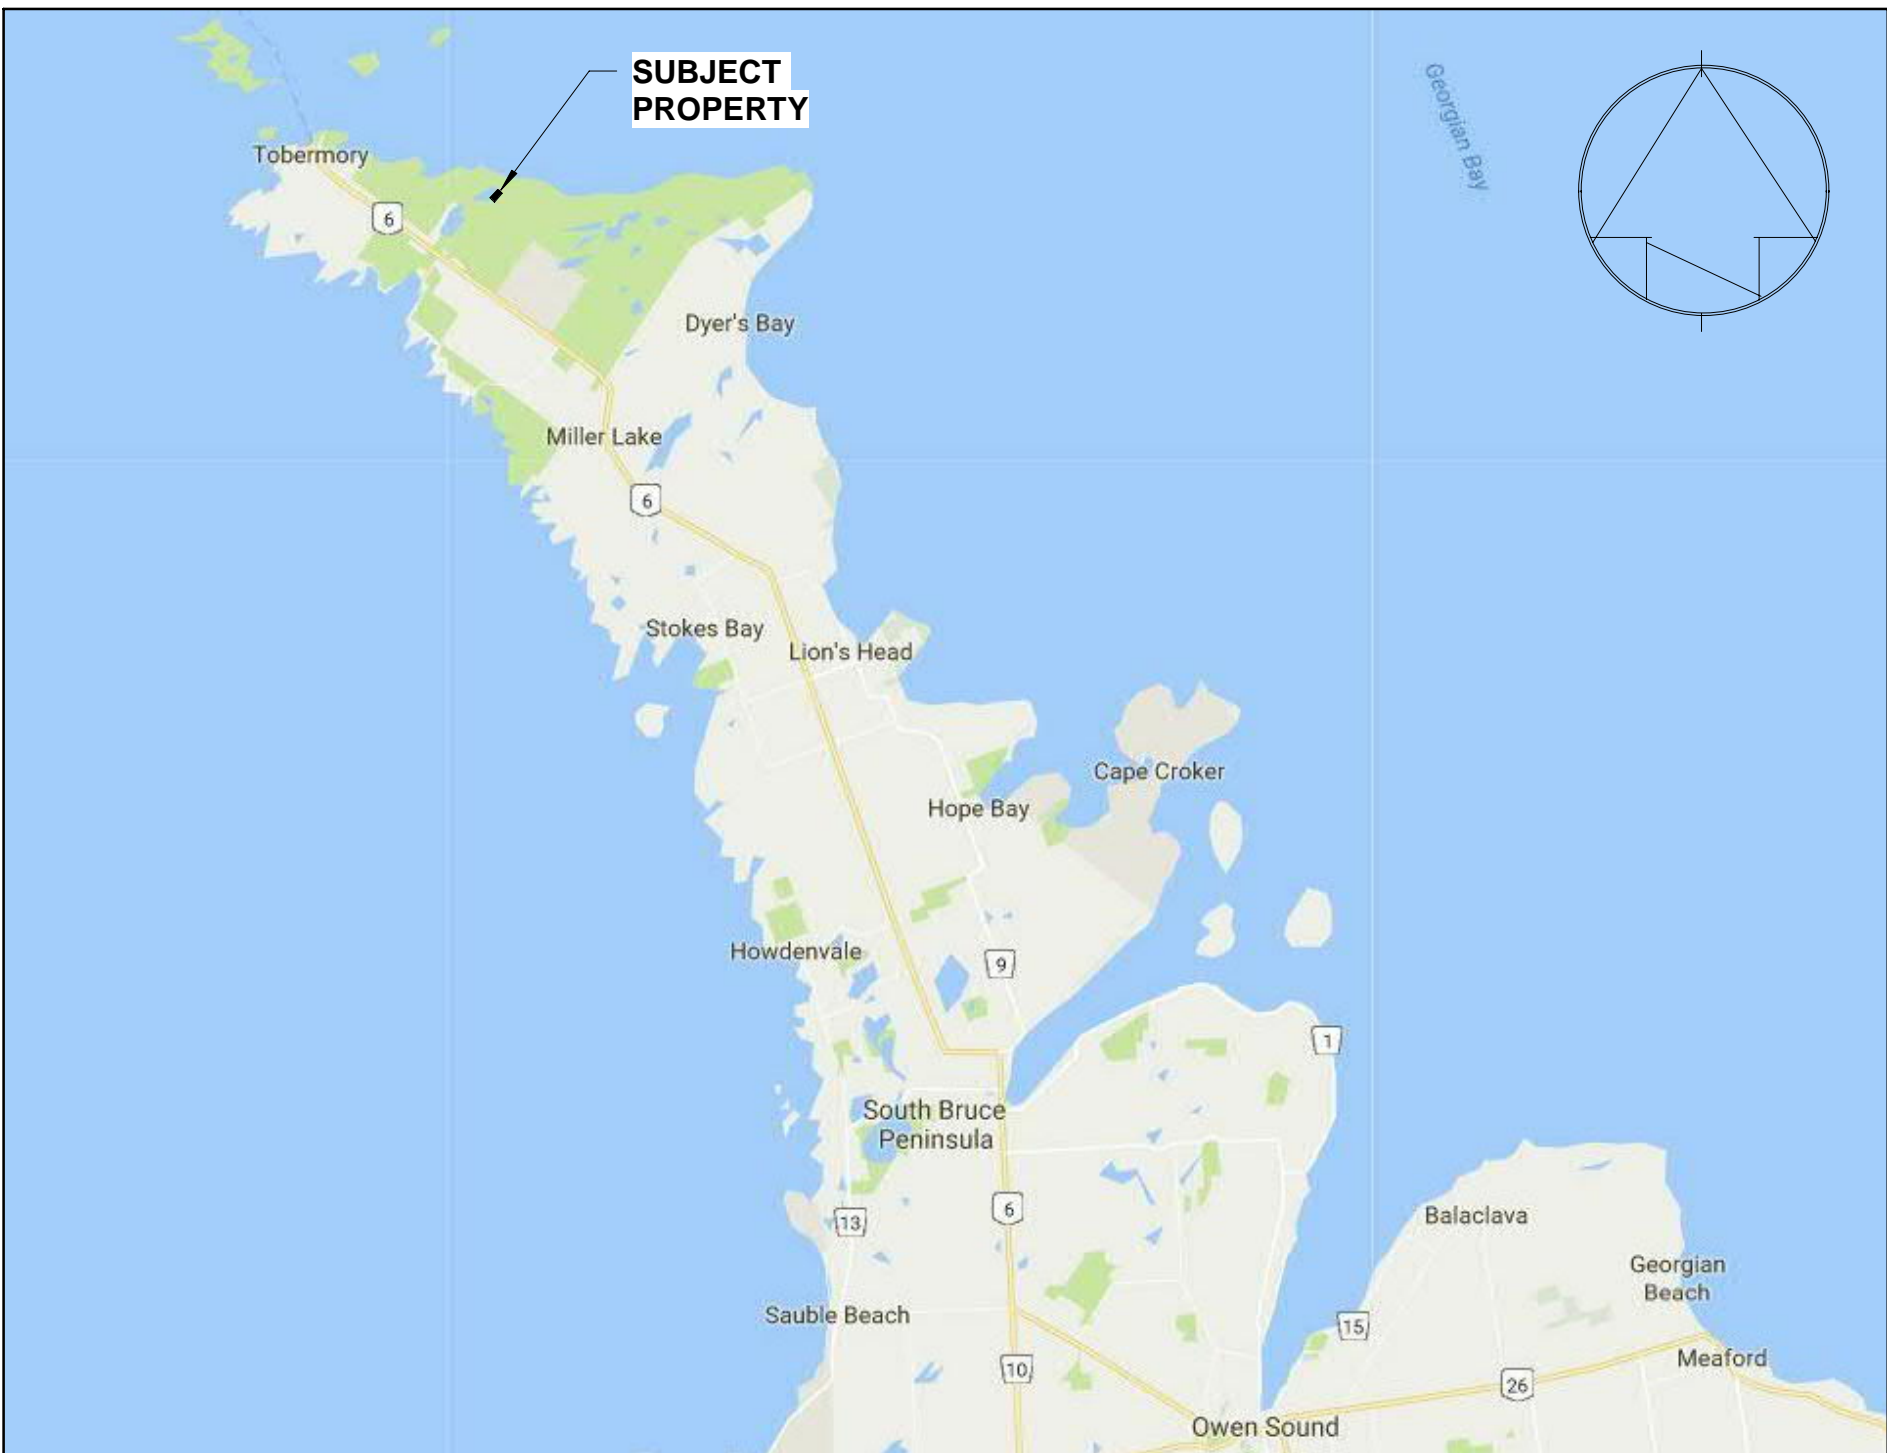 SUBJECT
PROPERTY
Georgian Bay
Tobermory
6
Dyer's Bay
Miller Lake
6
Stokes Bay
Lion's Head
Cape Croker
Hope Bay
Howdenvale
9
1
South Bruce
Peninsula
6
13
Balaclava
Georgian
Beach
Sauble Beach
15
Meaford
10
26
Owen Sound